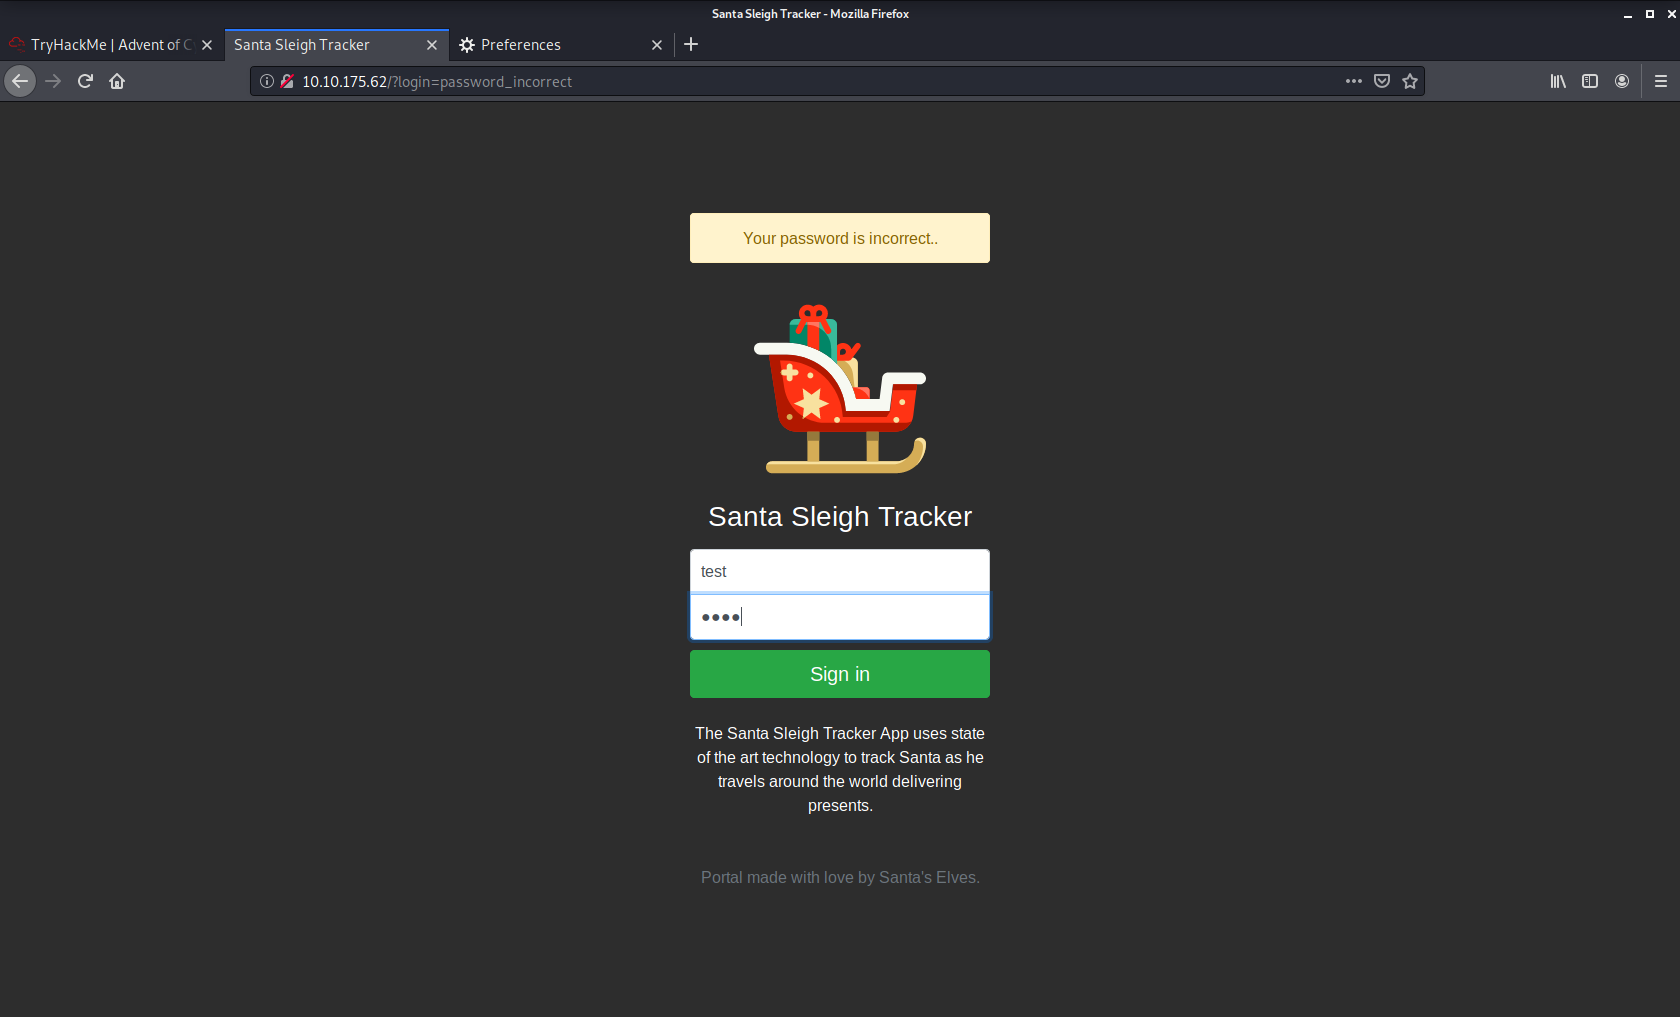 Santa Sleigh Tracker - Mozilla Firefox
TryHackMe | Advent of C
Santa Sleigh Tracker
Preferences
10.10.175.62/?login=password_incorrect
Your password is incorrect..
Santa Sleigh Tracker
test
••••
Sign in
The Santa Sleigh Tracker App uses state
of the art technology to track Santa as he
travels around the world delivering
presents.
Portal made with love by Santa's Elves.